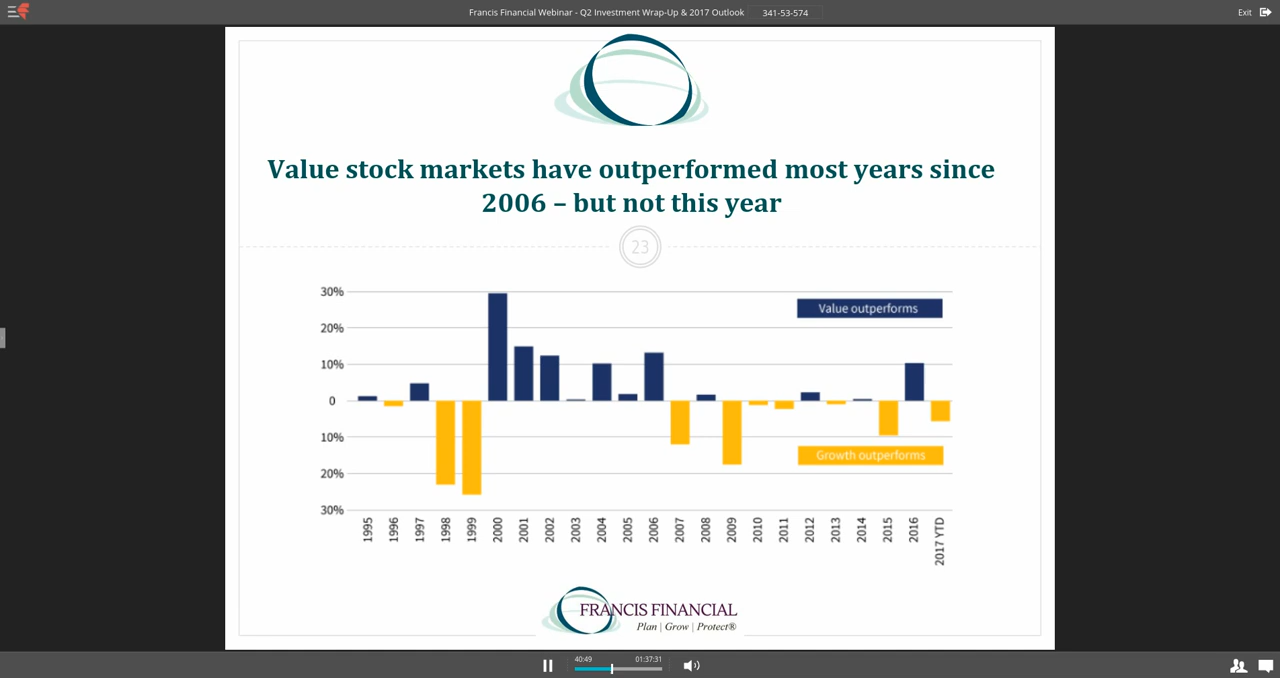 Francis Financial Webinar - Q2 Investment Wrap-Up & 2017 Outlook 341-53-574
Exit
Value stock markets have outperformed most years since
2006 – but not this year
23
30%
20%
10%
0
10%
20%
30%
Value outperforms
Growth outperforms
1995 1996 1997 1998 1999 2000 2001 2002 2003 2004 2005 2006 2007 2008 2009 2010 2011 2012 2013 2014 2015 2016 2017 YTD
FRANCIS FINANCIAL
Plan | Grow | Protect®
40:49 01:37:31